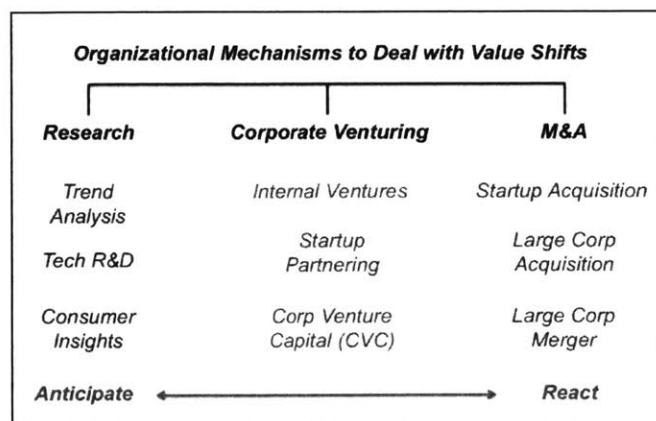 Organizational Mechanisms to Deal with Value Shifts
Research
Corporate Venturing
M&A
Trend
Analysis
Internal Ventures
Startup Acquisition
Tech R&D
Startup
Partnering
Large Corp
Acquisition
Consumer
Insights
Corp Venture
Capital (CVC)
Large Corp
Merger
Anticipate
React